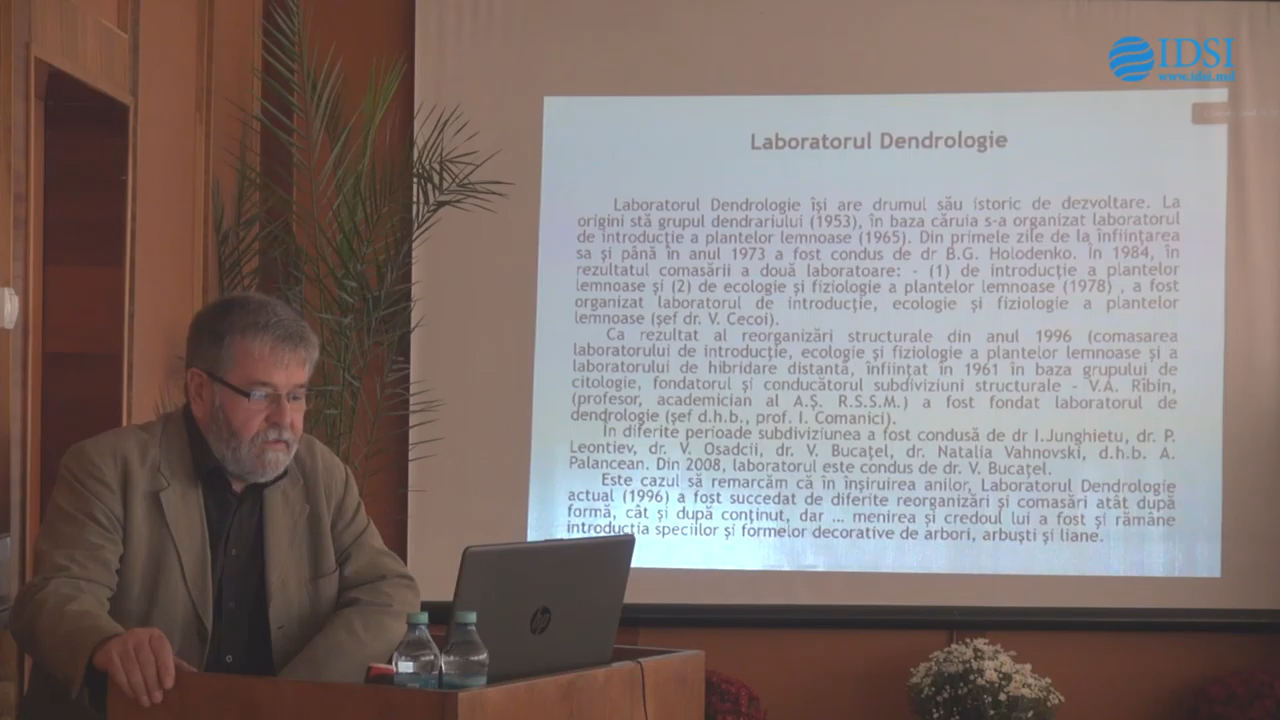 IDSI
www.idsi.md
Laboratorul Dendrologie
Laboratorul Dendrologie își are drumul său istoric de dezvoltare. La
origini stă grupul dendrariului (1953), în baza căruia s-a organizat laboratorul
de introducție a plantelor lemnoase (1965). Din primele zile de la înființarea
sa și până în anul 1973 a fost condus de dr B.G. Holodenko. În 1984, în
rezultatul comasării a două laboratoare: - (1) de introducție a plantelor
lemnoase și (2) de ecologie și fiziologie a plantelor lemnoase (1978) , a fost
organizat laboratorul de introducție, ecologie și fiziologie a plantelor
lemnoase (șef dr. V. Cecoi).
Ca rezultat al reorganizări structurale din anul 1996 (comasarea
laboratorului de introducție, ecologie și fiziologie a plantelor lemnoase și a
laboratorului de hibridare distantă, înființat în 1961 în baza grupului de
citologie, fondatorul și conducătorul subdiviziuni structurale - V.A. Rîbin,
(profesor, academician al A.Ș. R.S.S.M.) a fost fondat laboratorul de
dendrologie (șef d.h.b., prof. I. Comanici).
În diferite perioade subdiviziunea a fost condusă de dr I.Junghietu, dr. P.
Leontiev, dr. V. Osadcii, dr. V. Bucațel, dr. Natalia Vahnovski, d.h.b. A.
Palancean. Din 2008, laboratorul este condus de dr. V. Bucațel.
Este cazul să remarcăm că în înșiruirea anilor, Laboratorul Dendrologie
actual (1996) a fost succedat de diferite reorganizări și comasări atât după
formă, cât și după conținut, dar ... menirea și credoul lui a fost și rămâne
introducția speciilor și formelor decorative de arbori, arbuști și liane.
hp